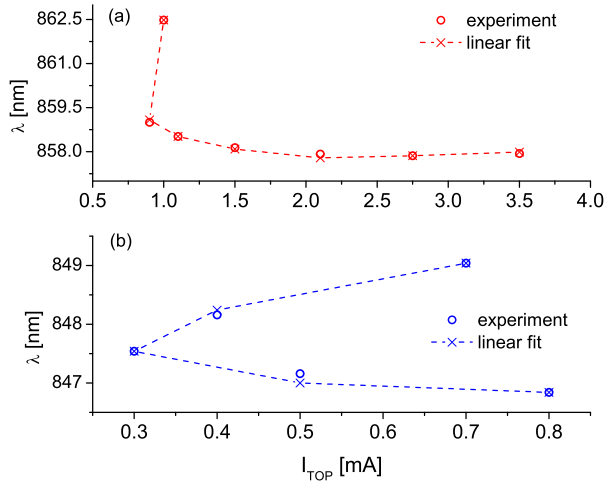 (a)
experiment
linear fit
λ [nm]
862.5
861.0
859.5
858.0
0.5 1.0 1.5 2.0 2.5 3.0 3.5 4.0
(b)
experiment
linear fit
λ [nm]
849
848
847
0.3 0.4 0.5 0.6 0.7 0.8
I_TOP [mA]